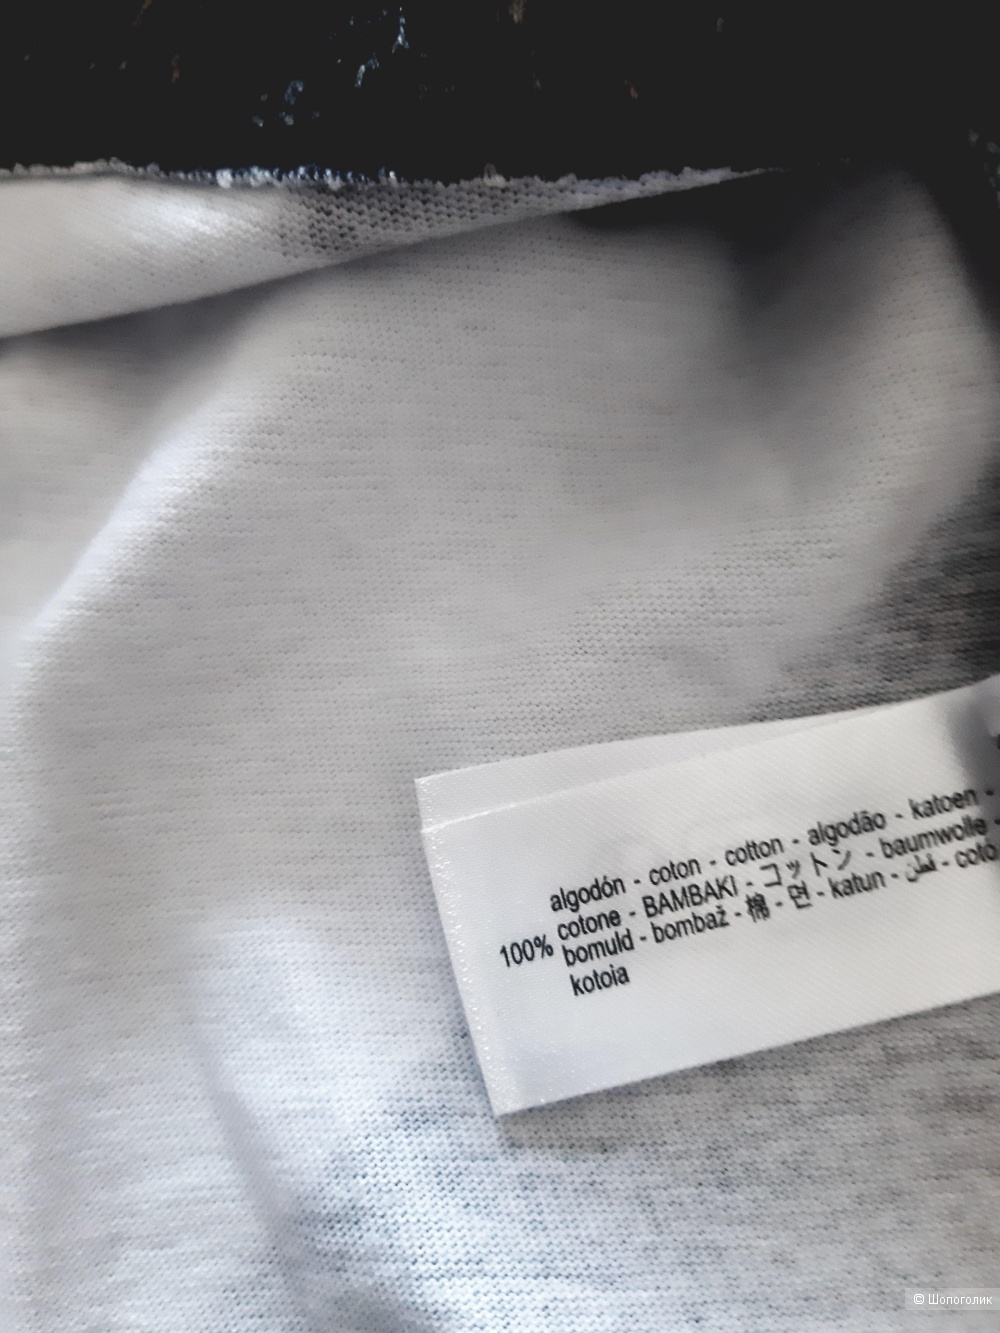 algodón - coton - cotton - algodão - katoen -
cotone - BAMBAKI - コットン - baumwolle -
100% bomuld - bombaž - 棉 - 면 - katun - قطن - coto
kotoia
© Шопоголик